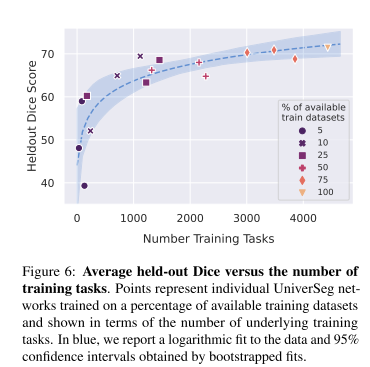 70
60
50
40
Heldout Dice Score
% of available
train datasets
5
10
25
50
75
100
0 1000 2000 3000 4000
Number Training Tasks
Figure 6: Average held-out Dice versus the number of
training tasks. Points represent individual UniverSeg net-
works trained on a percentage of available training datasets
and shown in terms of the number of underlying training
tasks. In blue, we report a logarithmic fit to the data and 95%
confidence intervals obtained by bootstrapped fits.